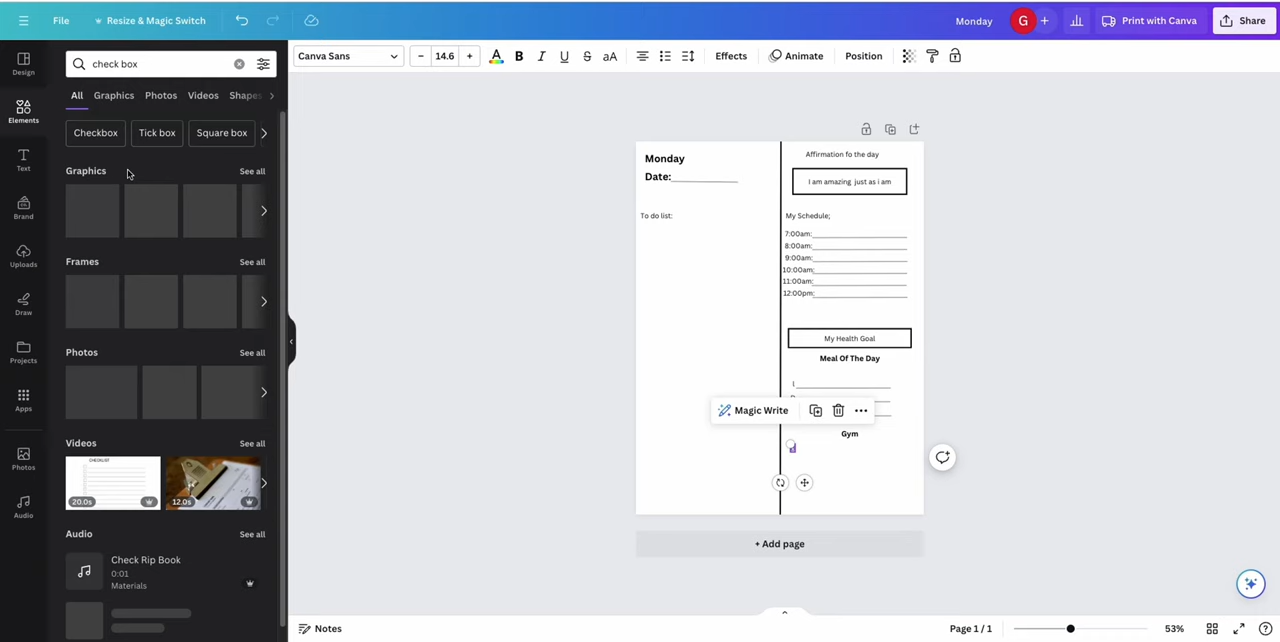 File
Resize & Magic Switch
Monday
G
+
Print with Canva
Share
Design
Elements
Text
Brand
Uploads
Draw
Projects
Apps
Photos
Audio
check box
All
Graphics
Photos
Videos
Shapes
Checkbox
Tick box
Square box
Graphics
See all
Frames
See all
Photos
See all
Videos
See all
CHECKLIST
20.0s
12.0s
Audio
See all
Check Rip Book
0:01
Materials
Canva Sans
– 14.6 +
A B I U S aA
Effects
Animate
Position
Monday
Date:
To do list:
Affirmation fo the day
I am amazing just as i am
My Schedule;
7:00am:
8:00am:
9:00am:
10:00am:
11:00am:
12:00pm:
My Health Goal
Meal Of The Day
Magic Write
Gym
+ Add page
Notes
Page 1 / 1
53%